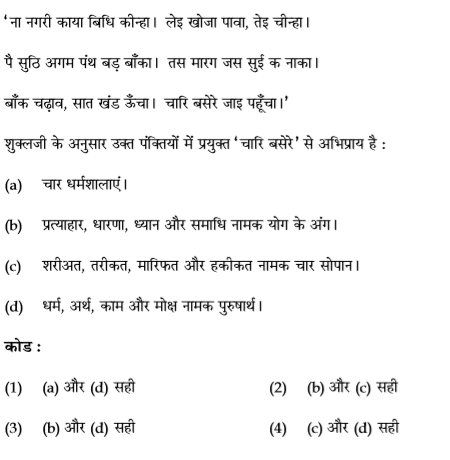 ‘ना नगरी काया बिधि कीन्हा। लेइ खोजा पावा, तेइ चीन्हा।
पै सुठि अगम पंथ बड़ बाँका। तस मारग जस सुई क नाका।
बाँक चढ़ाव, सात खंड ऊँचा। चारि बसेरे जाइ पहूँचा।’
शुक्लजी के अनुसार उक्त पंक्तियों में प्रयुक्त ‘चारि बसेरे’ से अभिप्राय है :
(a) चार धर्मशालाएं।
(b) प्रत्याहार, धारणा, ध्यान और समाधि नामक योग के अंग।
(c) शरीअत, तरीकत, मारिफत और हकीकत नामक चार सोपान।
(d) धर्म, अर्थ, काम और मोक्ष नामक पुरुषार्थ।
कोड :
(1) (a) और (d) सही (2) (b) और (c) सही
(3) (b) और (d) सही (4) (c) और (d) सही